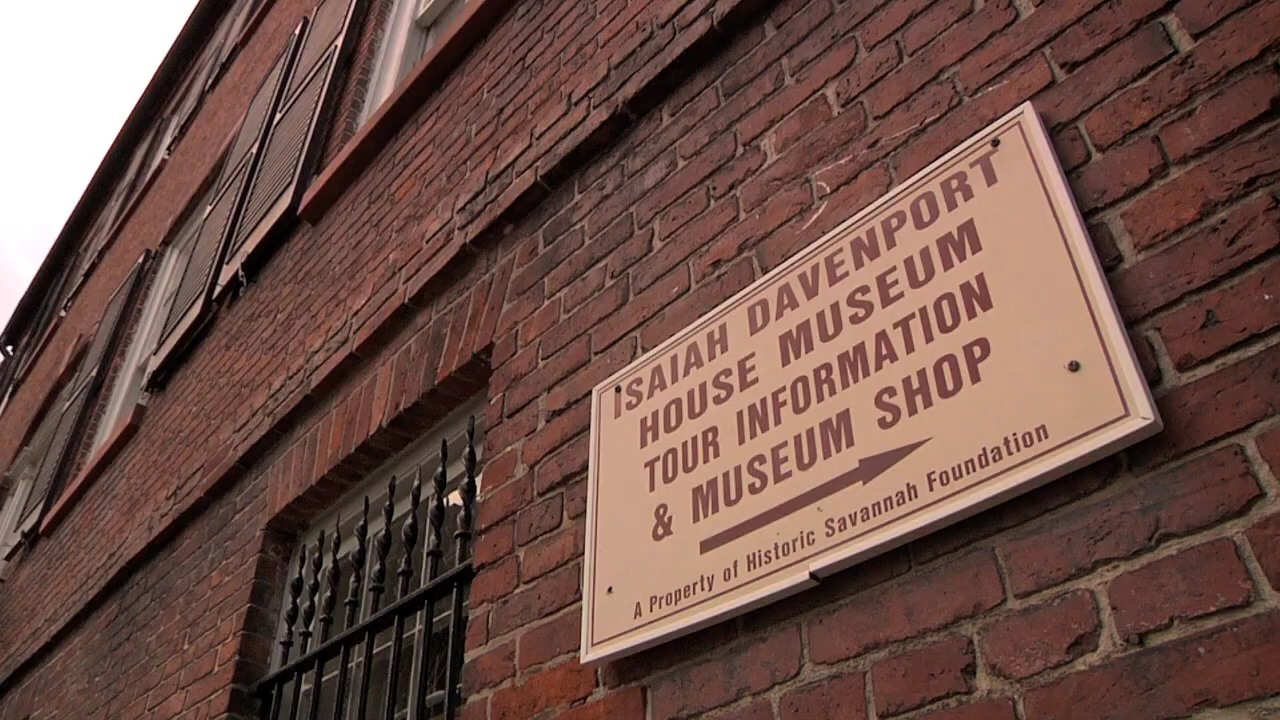 ISAIAH DAVENPORT
HOUSE MUSEUM
TOUR INFORMATION
& MUSEUM SHOP
A Property of Historic Savannah Foundation